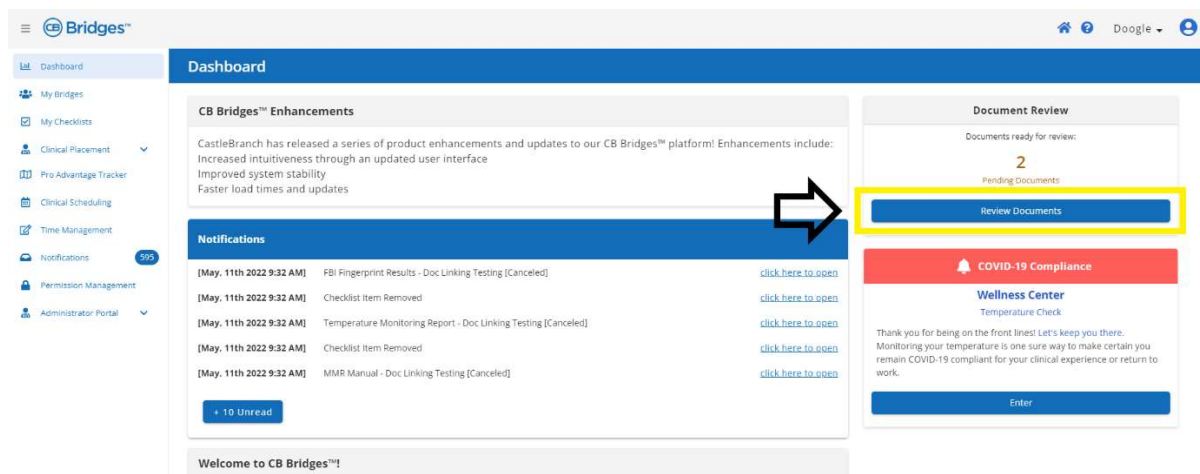 CB Bridges™
Doogle
Dashboard
My Bridges
My Checklists
Clinical Placement
Pro Advantage Tracker
Clinical Scheduling
Time Management
Notifications 595
Permission Management
Administrator Portal
Dashboard
CB Bridges™ Enhancements
CastleBranch has released a series of product enhancements and updates to our CB Bridges™ platform! Enhancements include:
Increased intuitiveness through an updated user interface
Improved system stability
Faster load times and updates
Notifications
[May, 11th 2022 9:32 AM] FBI Fingerprint Results - Doc Linking Testing [Canceled] click here to open
[May, 11th 2022 9:32 AM] Checklist Item Removed click here to open
[May, 11th 2022 9:32 AM] Temperature Monitoring Report - Doc Linking Testing [Canceled] click here to open
[May, 11th 2022 9:32 AM] Checklist Item Removed click here to open
[May, 11th 2022 9:32 AM] MMR Manual - Doc Linking Testing [Canceled] click here to open
+ 10 Unread
Welcome to CB Bridges™!
Document Review
Documents ready for review:
2
Pending Documents
Review Documents
COVID-19 Compliance
Wellness Center
Temperature Check
Thank you for being on the front lines! Let's keep you there.
Monitoring your temperature is one sure way to make certain you
remain COVID-19 compliant for your clinical experience or return to
work.
Enter